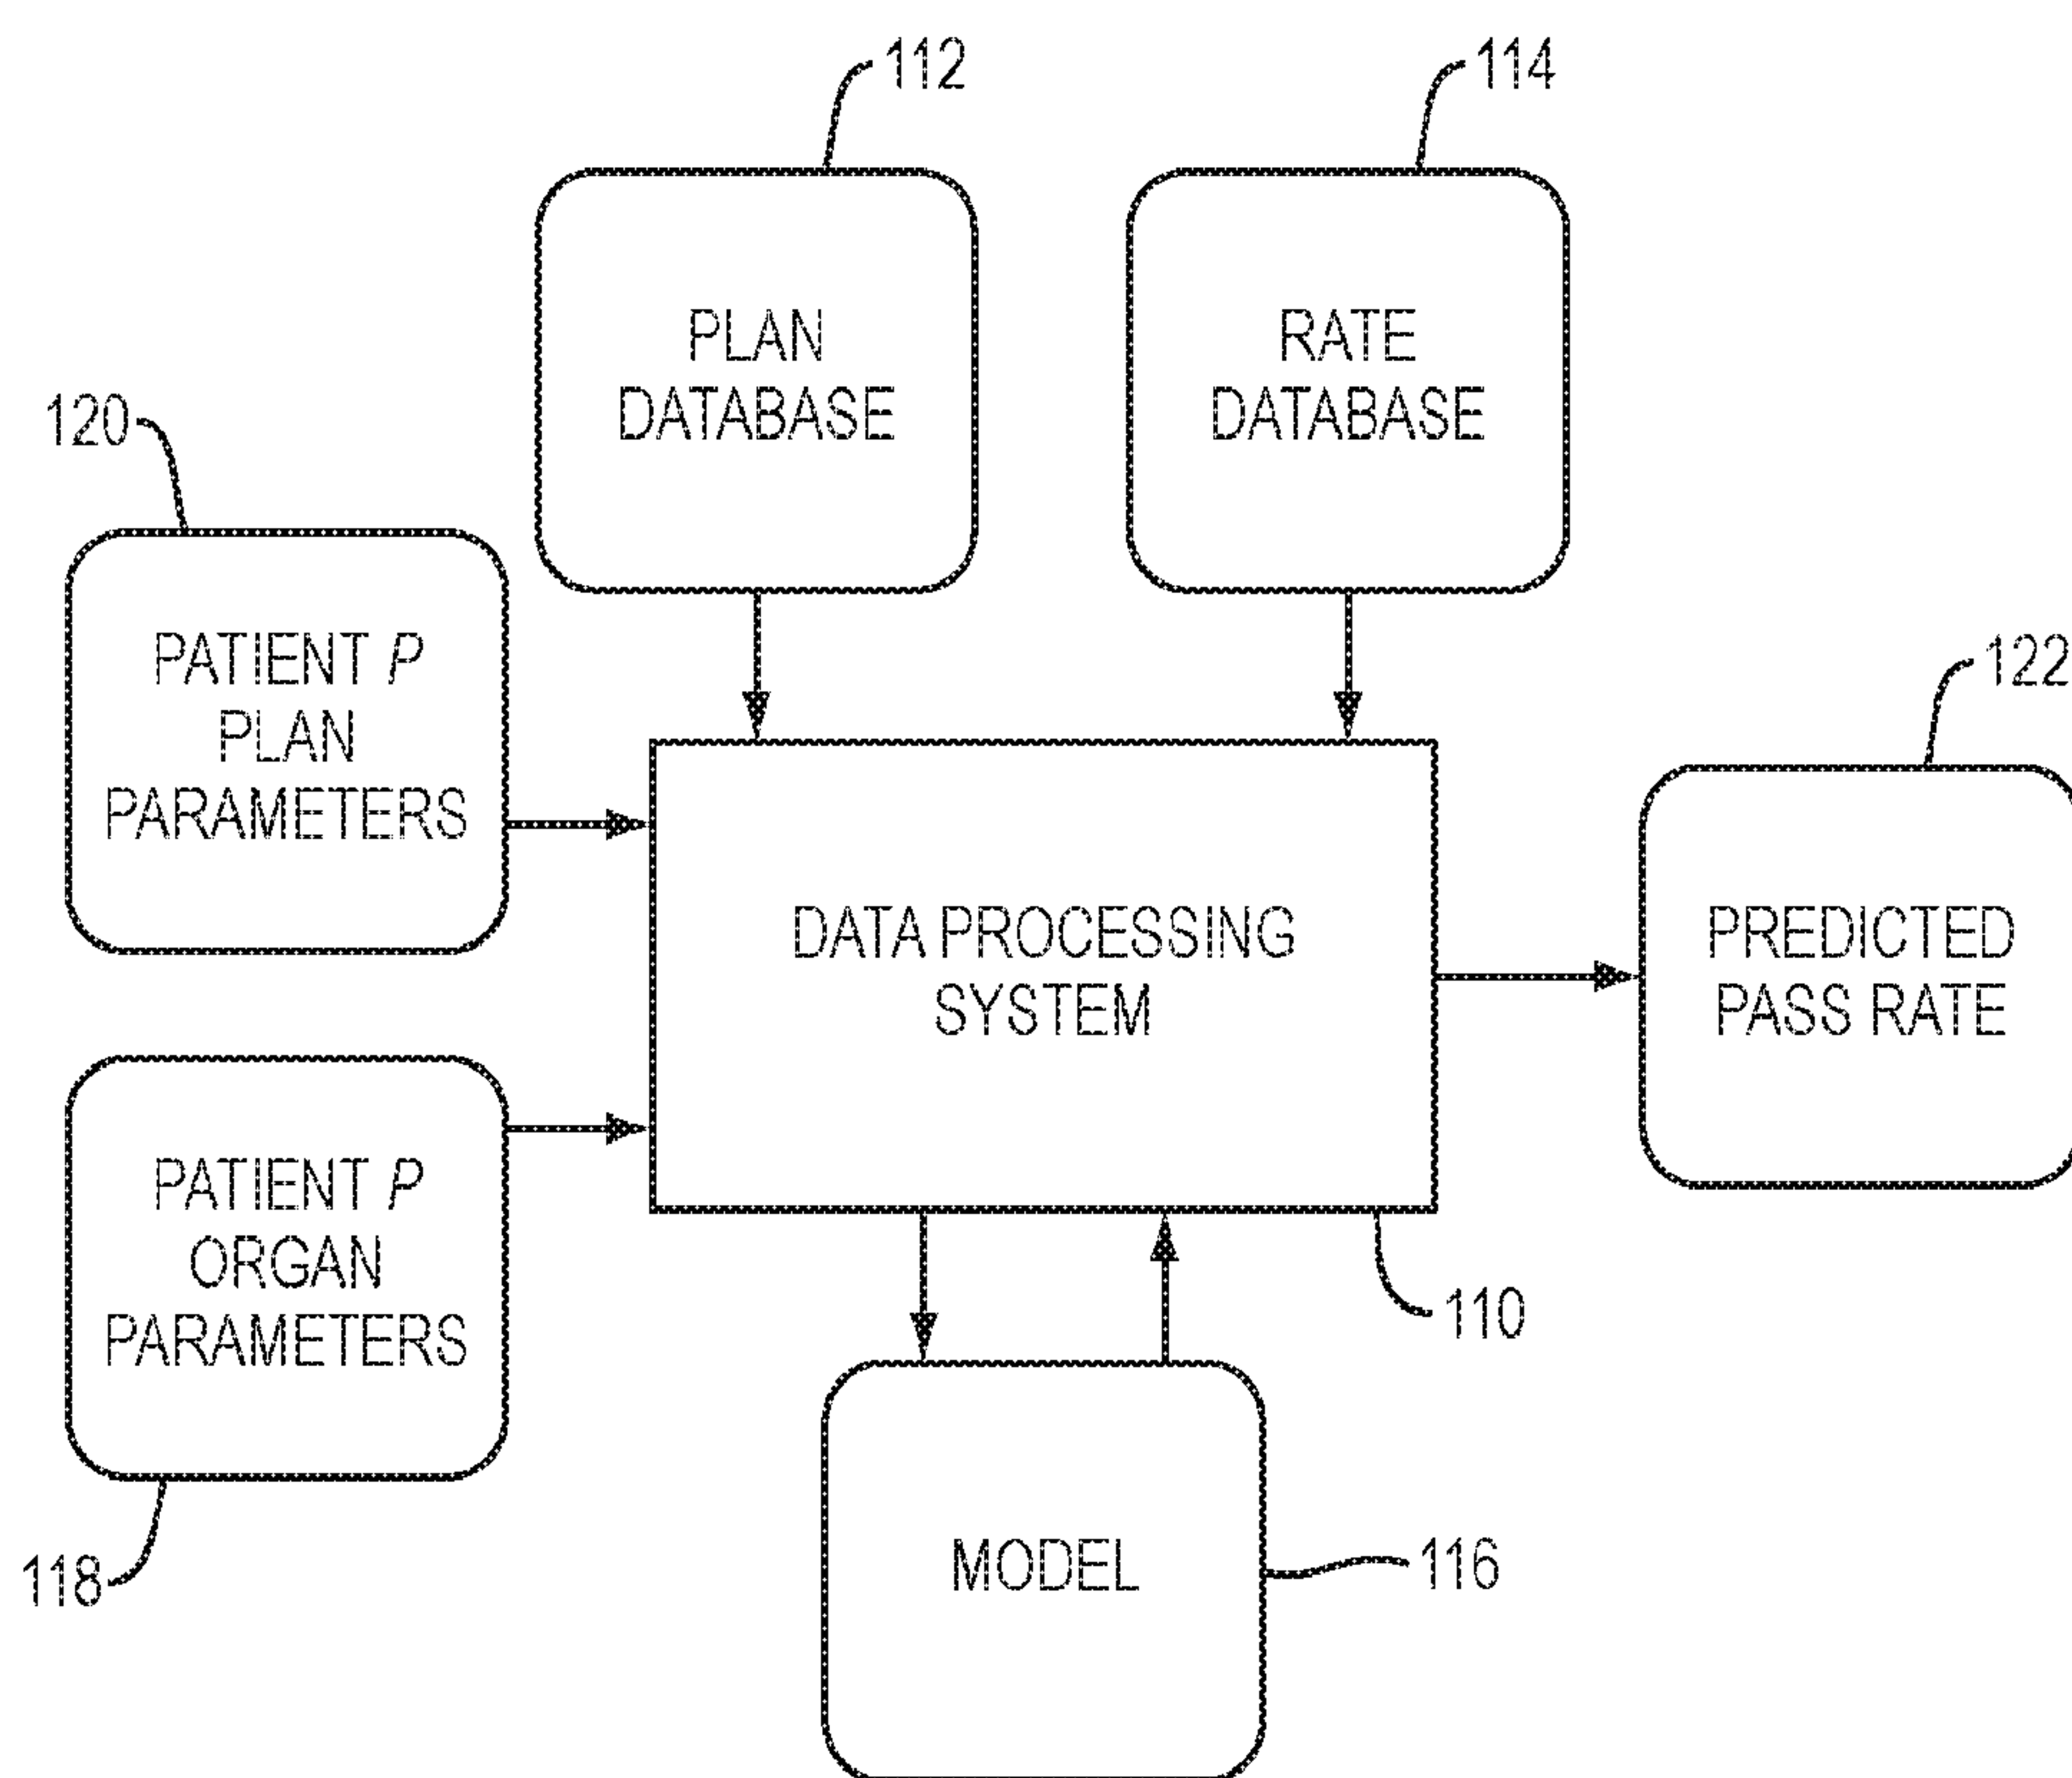 112
114
PLAN
DATABASE
RATE
DATABASE
120
PATIENT P
PLAN
PARAMETERS
122
DATA PROCESSING
SYSTEM
PREDICTED
PASS RATE
PATIENT P
ORGAN
PARAMETERS
110
118
MODEL
116